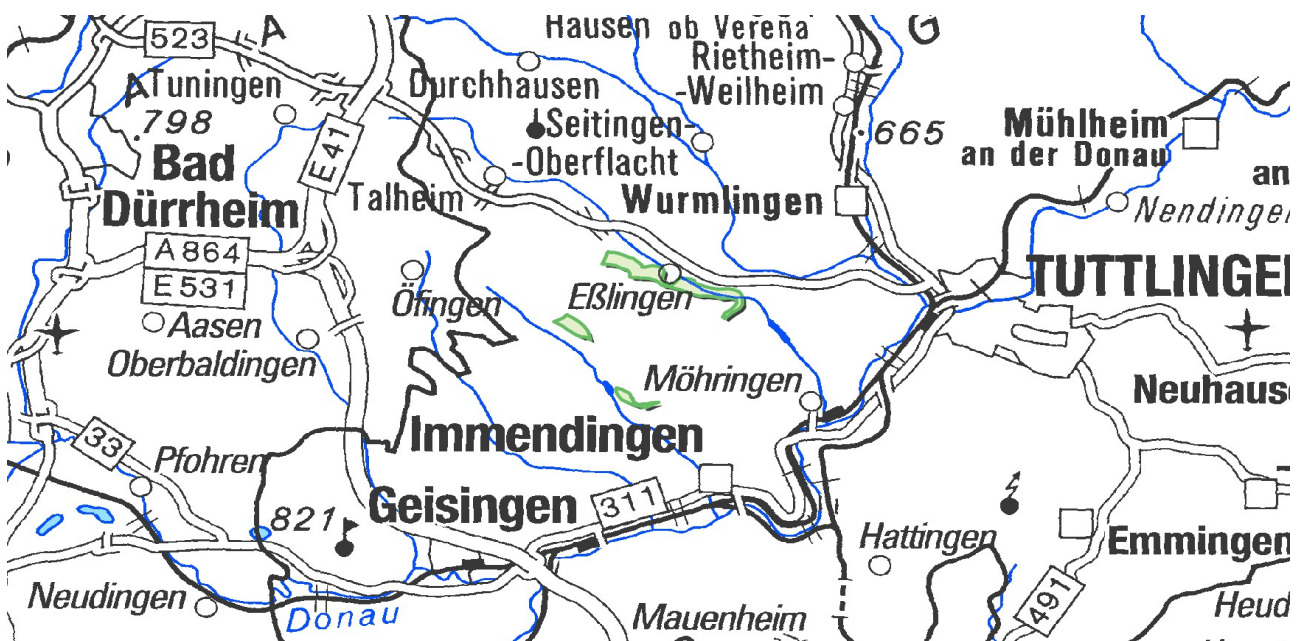 Hausen ob Verena
G
523
A
Rietheim-
-Weilheim
A
Tuningen
Durchhausen
798
Seitingen-
-Oberflacht
665
Mühlheim
an der Donau
Bad
Dürrheim
E41
Talheim
Wurmlingen
an
Nendingen
A 864
E 531
TUTTLINGEN
Öfingen
Eßlingen
Aasen
Oberbaldingen
Möhringen
Neuhaus
33
Pfohren
Immendingen
Geisingen
311
821
Hattingen
Emmingen
Neudingen
Donau
Mauenheim
491
Heud